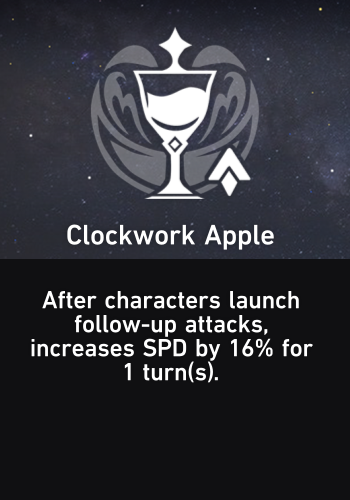 Clockwork Apple
After characters launch
follow-up attacks,
increases SPD by 16% for
1 turn(s).